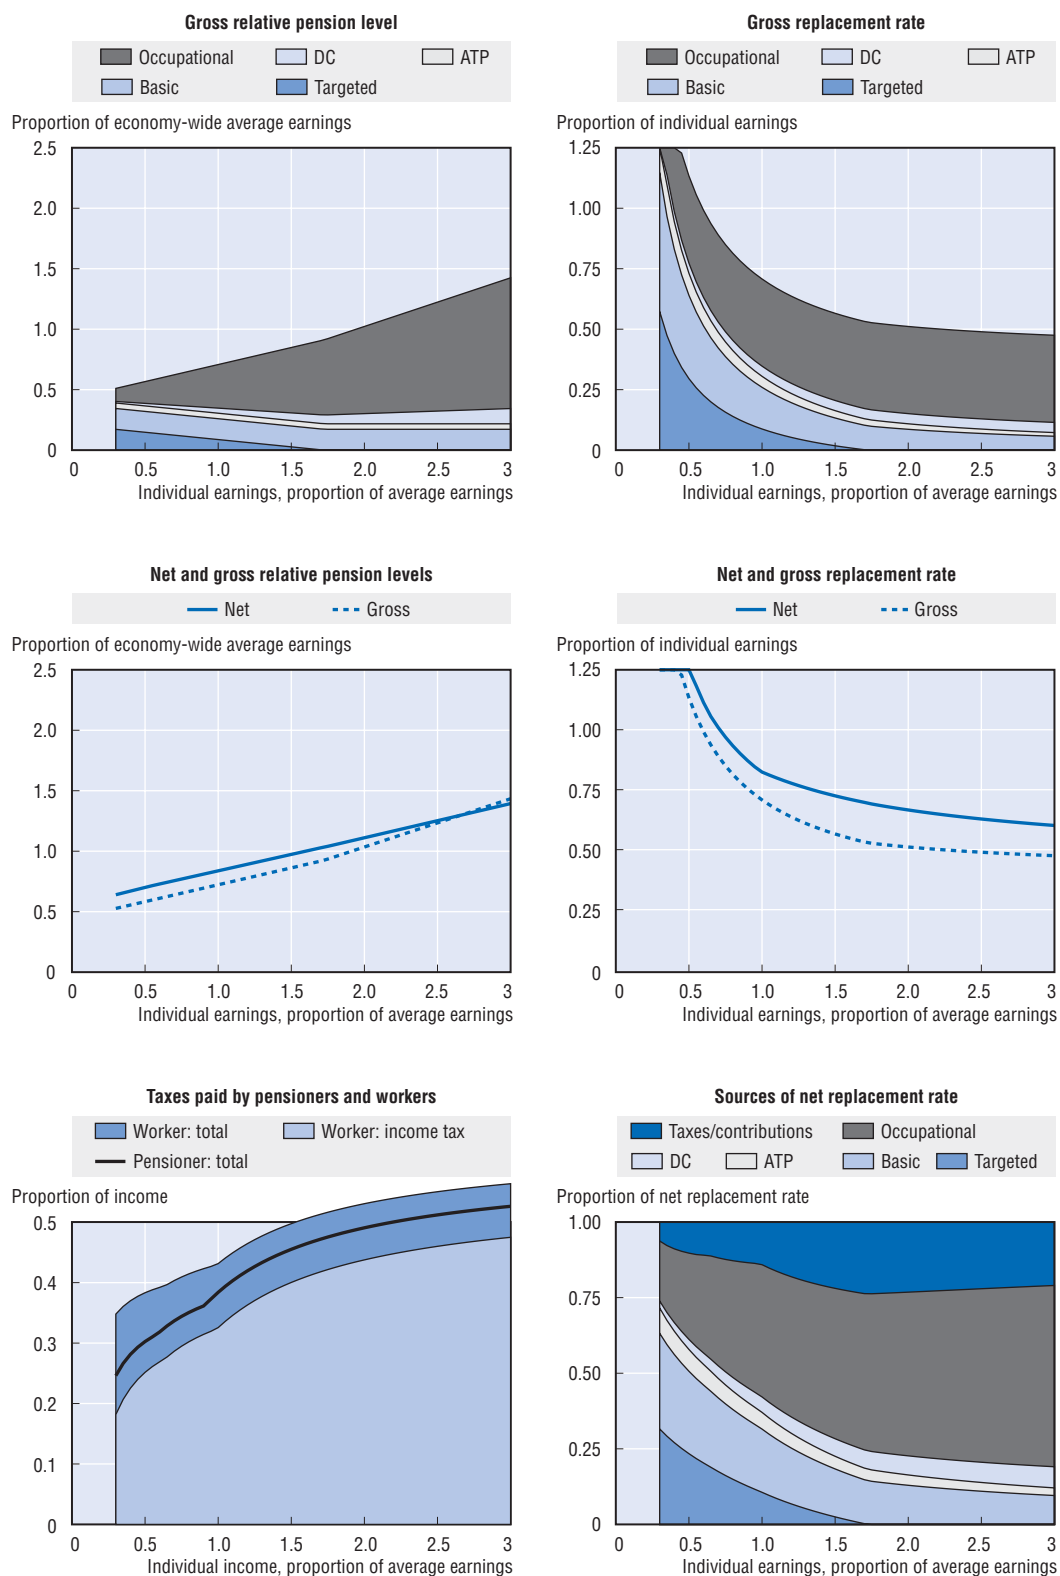 Gross relative pension level
Occupational DC ATP
Basic Targeted
Proportion of economy-wide average earnings
2.5
2.0
1.5
1.0
0.5
0
0 0.5 1.0 1.5 2.0 2.5 3
Individual earnings, proportion of average earnings
Gross replacement rate
Occupational DC ATP
Basic Targeted
Proportion of individual earnings
1.25
1.00
0.75
0.50
0.25
0
0 0.5 1.0 1.5 2.0 2.5 3
Individual earnings, proportion of average earnings
Net and gross relative pension levels
Net Gross
Proportion of economy-wide average earnings
2.5
2.0
1.5
1.0
0.5
0
0 0.5 1.0 1.5 2.0 2.5 3
Individual earnings, proportion of average earnings
Net and gross replacement rate
Net Gross
Proportion of individual earnings
1.25
1.00
0.75
0.50
0.25
0
0 0.5 1.0 1.5 2.0 2.5 3
Individual earnings, proportion of average earnings
Taxes paid by pensioners and workers
Worker: total Worker: income tax
Pensioner: total
Proportion of income
0.5
0.4
0.3
0.2
0.1
0
0 0.5 1.0 1.5 2.0 2.5 3
Individual income, proportion of average earnings
Sources of net replacement rate
Taxes/contributions Occupational
DC ATP Basic Targeted
Proportion of net replacement rate
1.00
0.75
0.50
0.25
0
0 0.5 1.0 1.5 2.0 2.5 3
Individual earnings, proportion of average earnings